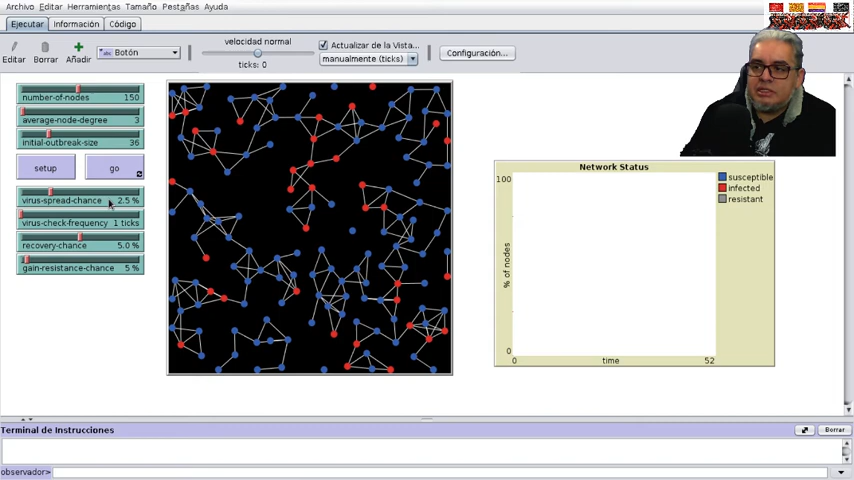 Archivo Editar Herramientas Tamaño Pestañas Ayuda
Ejecutar Información Código
Editar Borrar Añadir
abc Botón
velocidad normal
ticks: 0
Actualizar de la Vista...
manualmente (ticks)
Configuración...
number-of-nodes 150
average-node-degree 3
initial-outbreak-size 36
setup go
virus-spread-chance 2.5 %
virus-check-frequency 1 ticks
recovery-chance 5.0 %
gain-resistance-chance 5 %
Network Status
100
% of nodes
0
0 time 52
susceptible
infected
resistant
Terminal de Instrucciones
Borrar
observador>